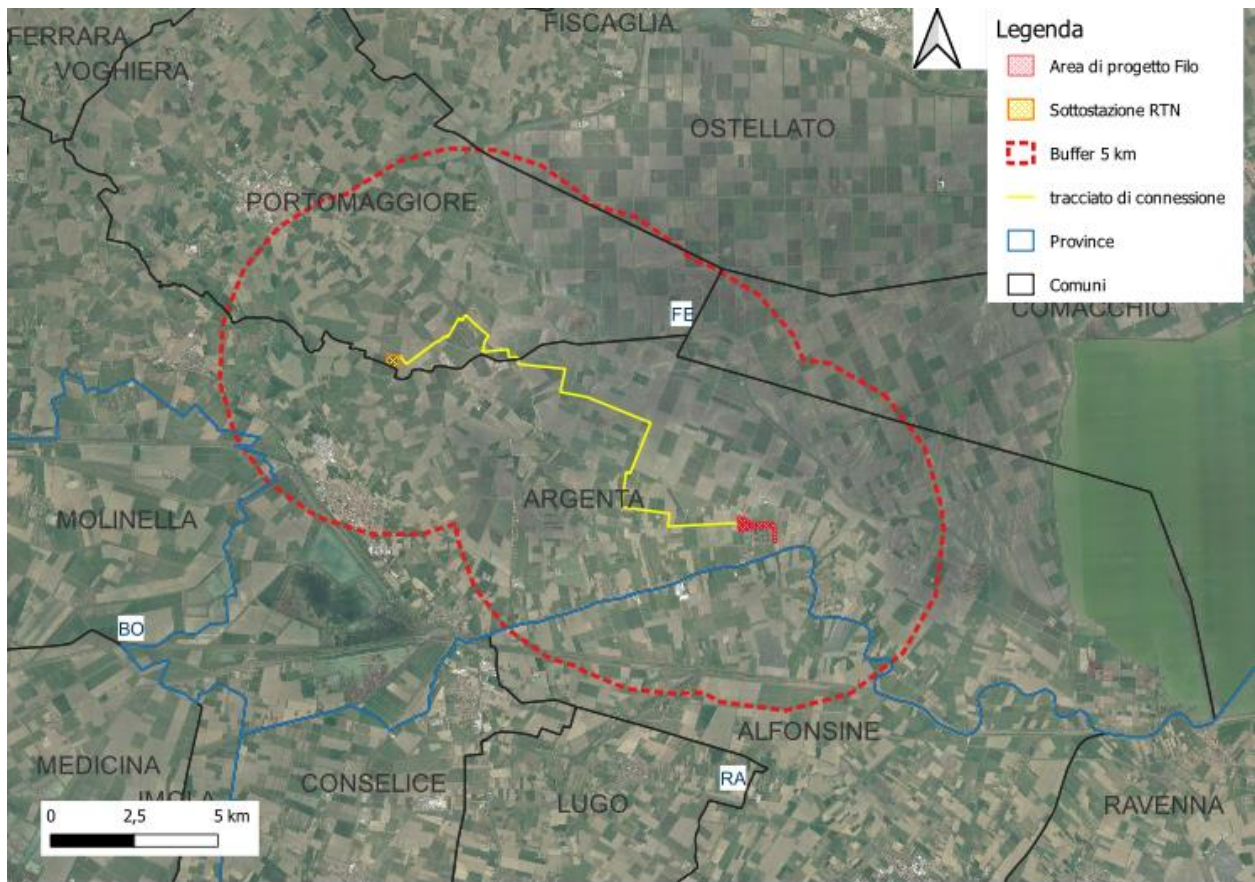 FERRARA
VOGHIERA
FISCAGLIA
OSTELLATO
PORTOMAGGIORE
FE
COMACCHIO
ARGENTA
MOLINELLA
BO
ALFONSINE
MEDICINA
IMOLA
CONSELICE
LUGO
RA
RAVENNA
Legenda
Area di progetto Filo
Sottostazione RTN
Buffer 5 km
tracciato di connessione
Province
Comuni
0 2,5 5 km